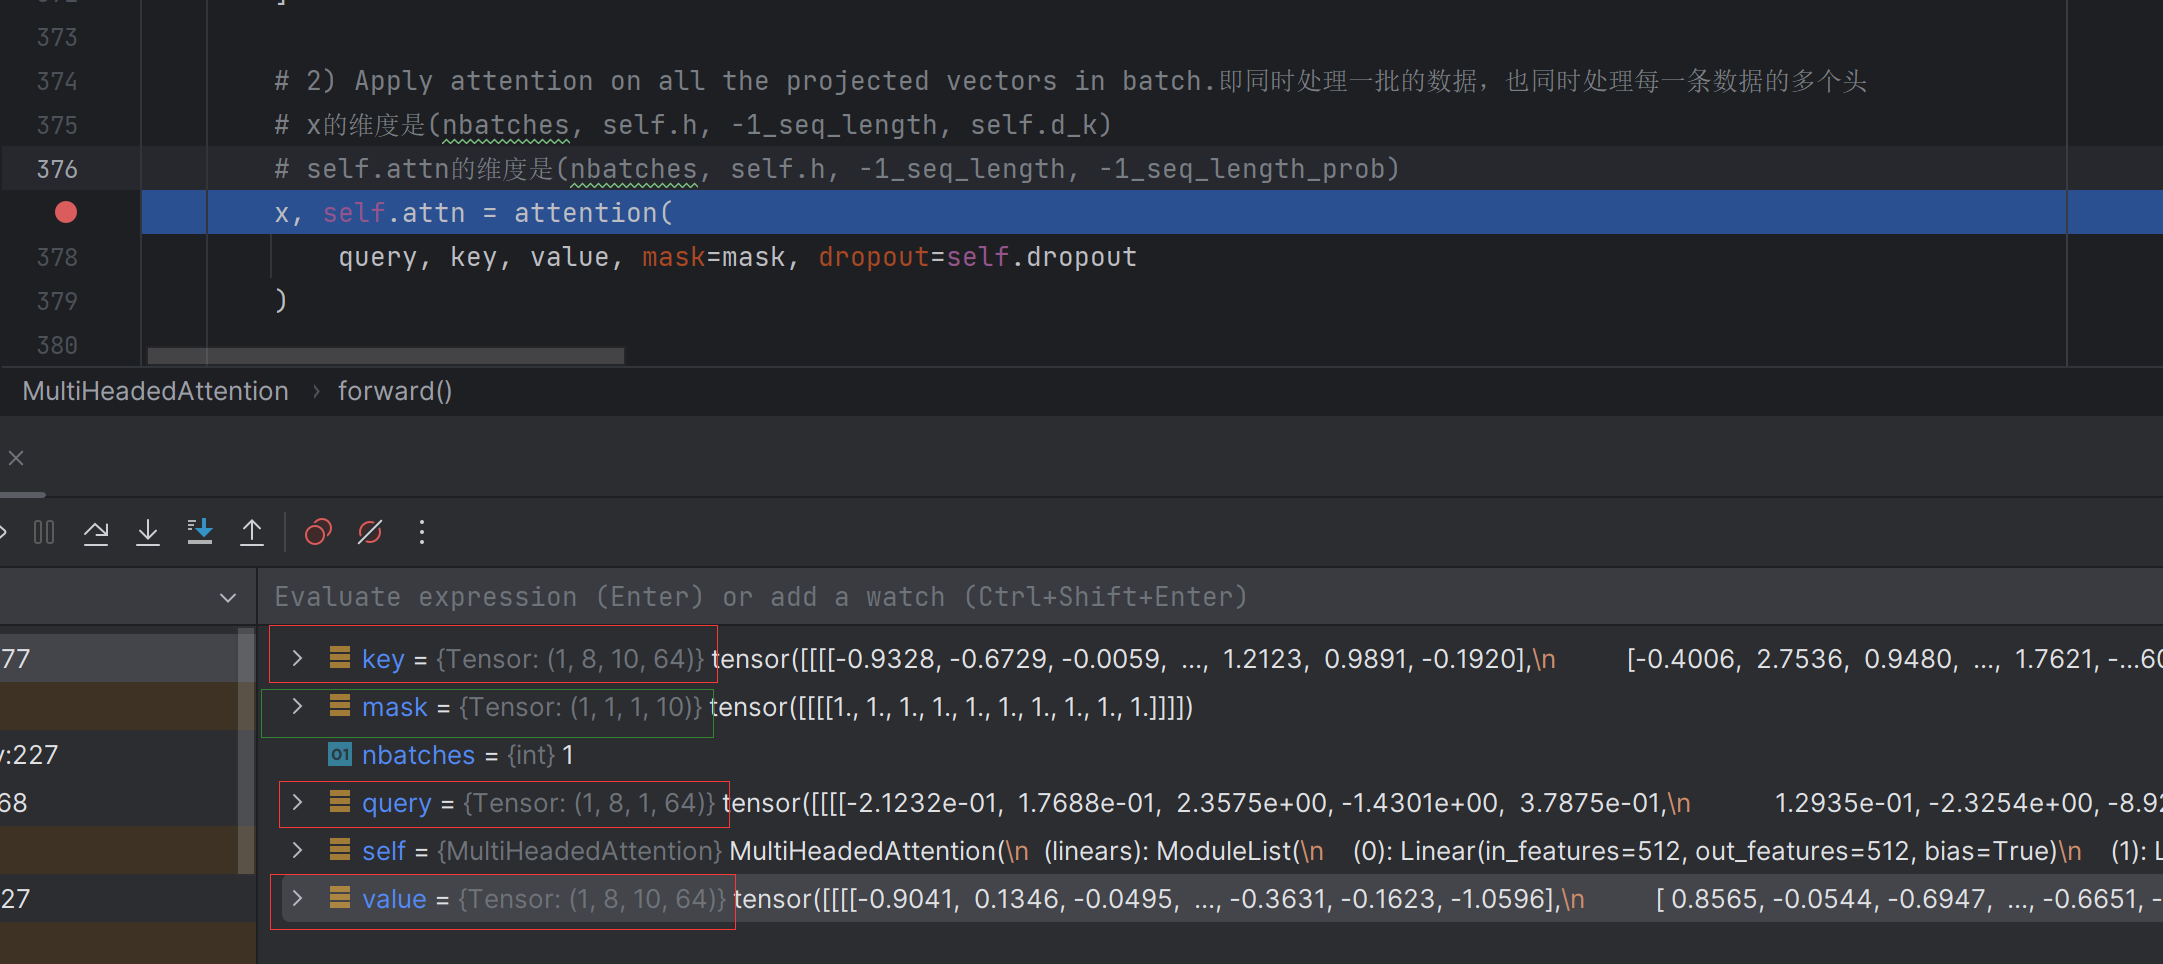 373
374 # 2) Apply attention on all the projected vectors in batch.即同时处理一批的数据，也同时处理每一条数据的多个头
375 # x的维度是(nbatches, self.h, -1_seq_length, self.d_k)
376 # self.attn的维度是(nbatches, self.h, -1_seq_length, -1_seq_length_prob)
x, self.attn = attention(
378 query, key, value, mask=mask, dropout=self.dropout
379 )
380
MultiHeadedAttention › forward()
Evaluate expression (Enter) or add a watch (Ctrl+Shift+Enter)
77
key = {Tensor: (1, 8, 10, 64)} tensor([[[[-0.9328, -0.6729, -0.0059, ..., 1.2123, 0.9891, -0.1920],\n [-0.4006, 2.7536, 0.9480, ..., 1.7621, -...60
mask = {Tensor: (1, 1, 1, 10)} tensor([[[[1., 1., 1., 1., 1., 1., 1., 1., 1., 1.]]]])
:227
01 nbatches = {int} 1
68
query = {Tensor: (1, 8, 1, 64)} tensor([[[[-2.1232e-01, 1.7688e-01, 2.3575e+00, -1.4301e+00, 3.7875e-01,\n 1.2935e-01, -2.3254e+00, -8.92
self = {MultiHeadedAttention} MultiHeadedAttention(\n (linears): ModuleList(\n (0): Linear(in_features=512, out_features=512, bias=True)\n (1): L
27
value = {Tensor: (1, 8, 10, 64)} tensor([[[[-0.9041, 0.1346, -0.0495, ..., -0.3631, -0.1623, -1.0596],\n [ 0.8565, -0.0544, -0.6947, ..., -0.6651, -